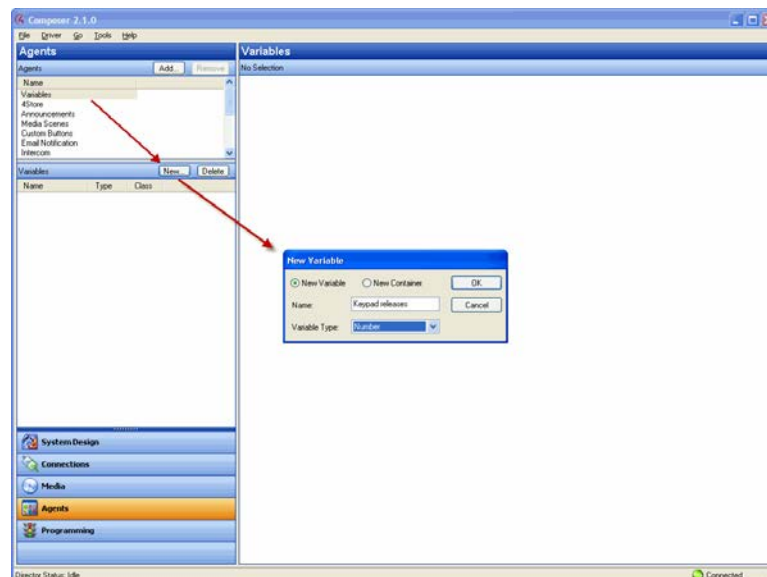 Composer 2.1.0
File Driver Go Tools Help
Agents
Agents Add... Remove
Name
Variables
4Store
Announcements
Media Scenes
Custom Buttons
Email Notification
Intercom
Variables New... Delete
Name Type Class
System Design
Connections
Media
Agents
Programming
Director Status: Idle
Variables
No Selection
New Variable
New Variable New Container OK
Name: Keypad releases Cancel
Variable Type: Number
Connected